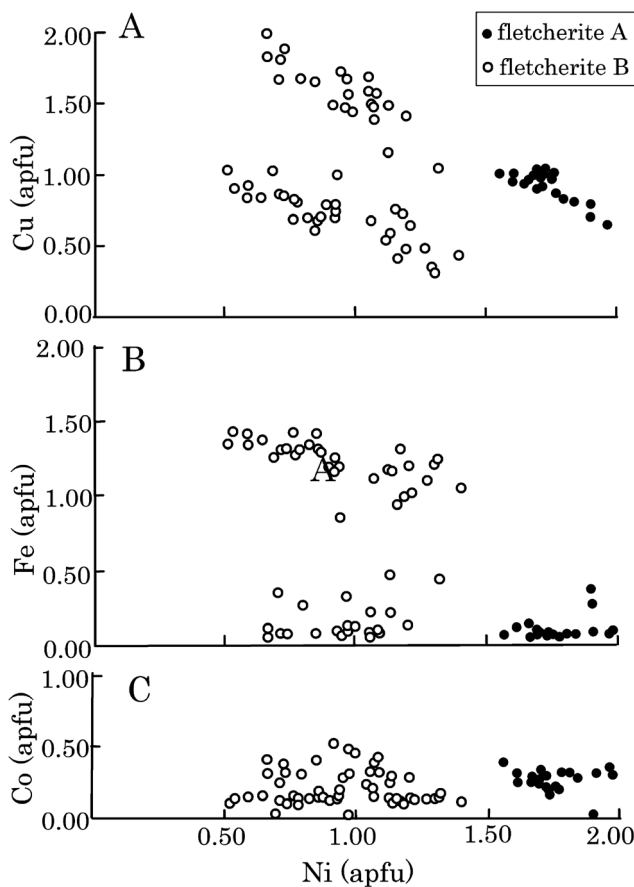 A
fletcherite A
fletcherite B
2.00
1.50
1.00
0.50
0.00
Cu (apfu)
B
2.00
1.50
1.00
0.50
0.00
A
Fe (apfu)
C
1.00
0.50
0.00
Co (apfu)
0.50 1.00 1.50 2.00
Ni (apfu)